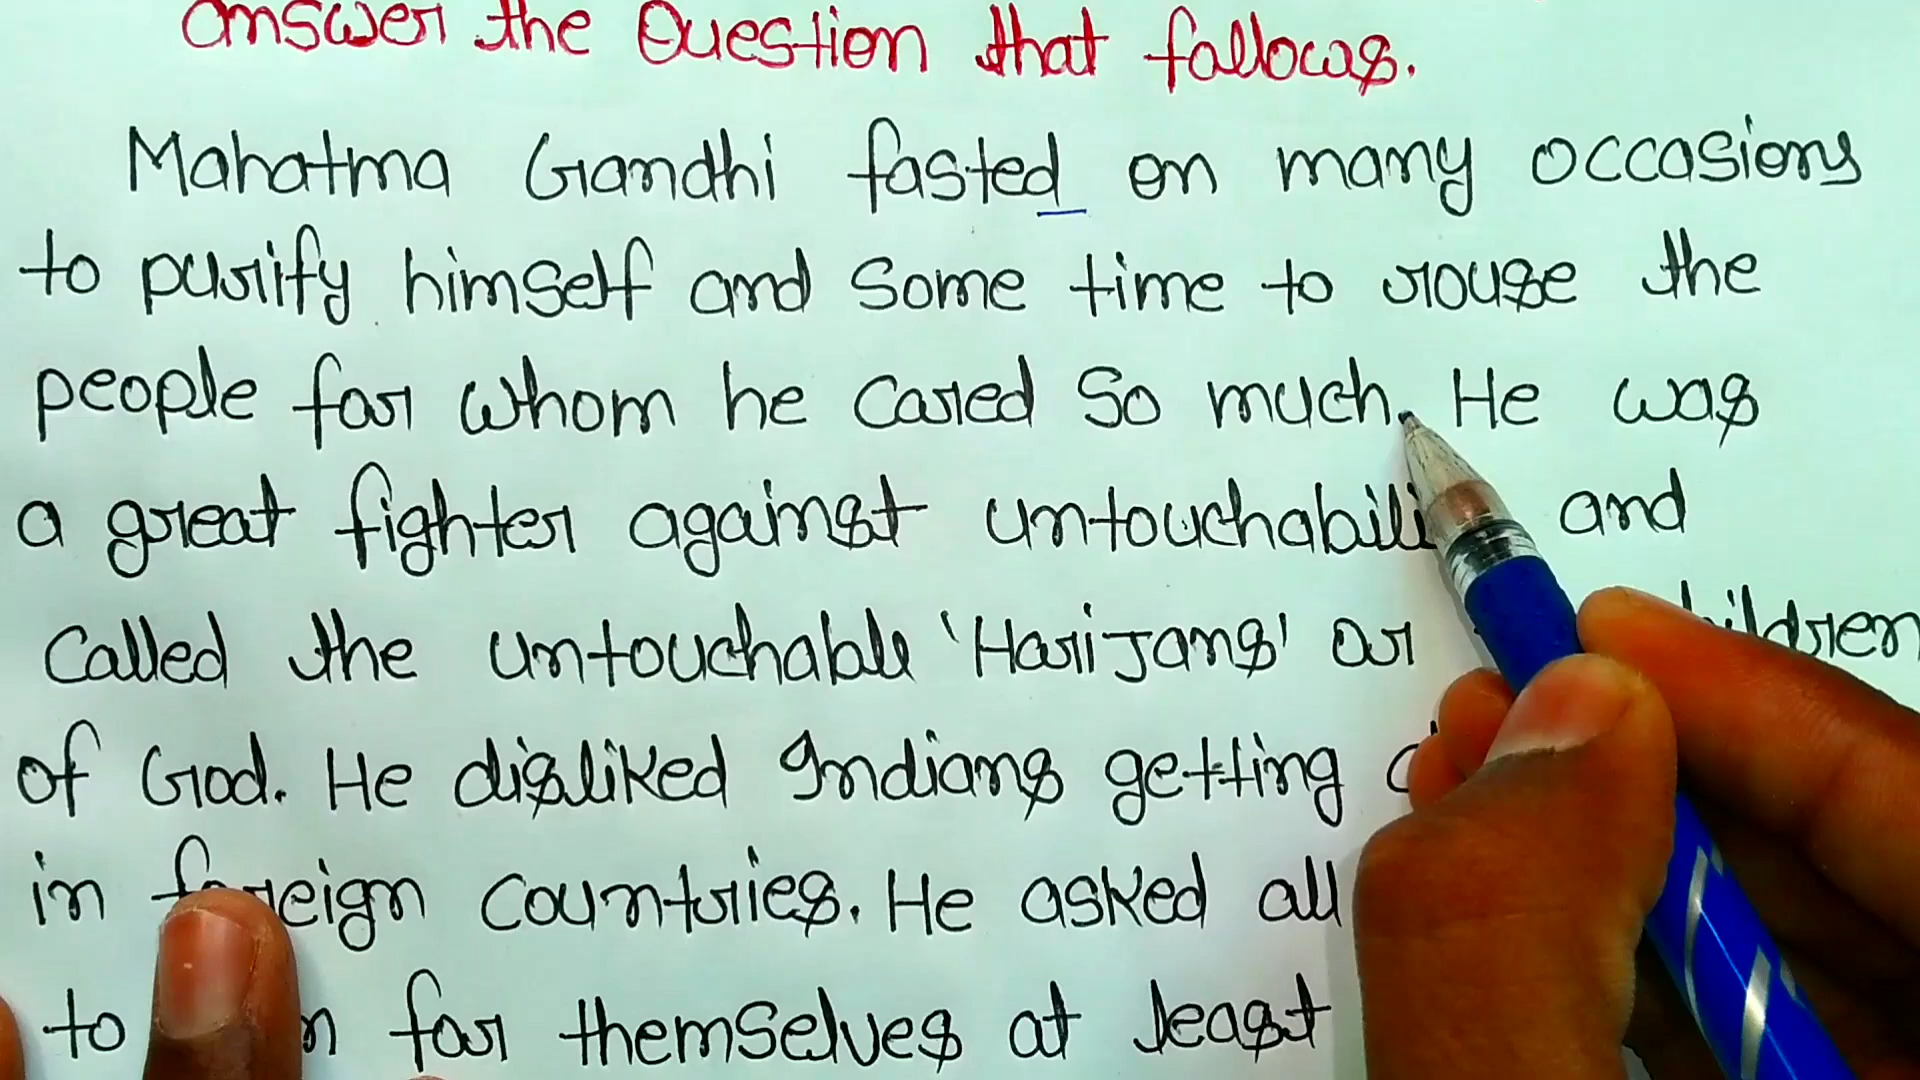 answer the Question that follows.
Mahatma Gandhi fasted on many occasions
to purify himself and some time to rouse the
people for whom he cared so much. He was
a great fighter against and
called the untouchable 'Harijans' or
of God. He disliked Indians getting
in foreign countries. He asked all
to for themselves at least